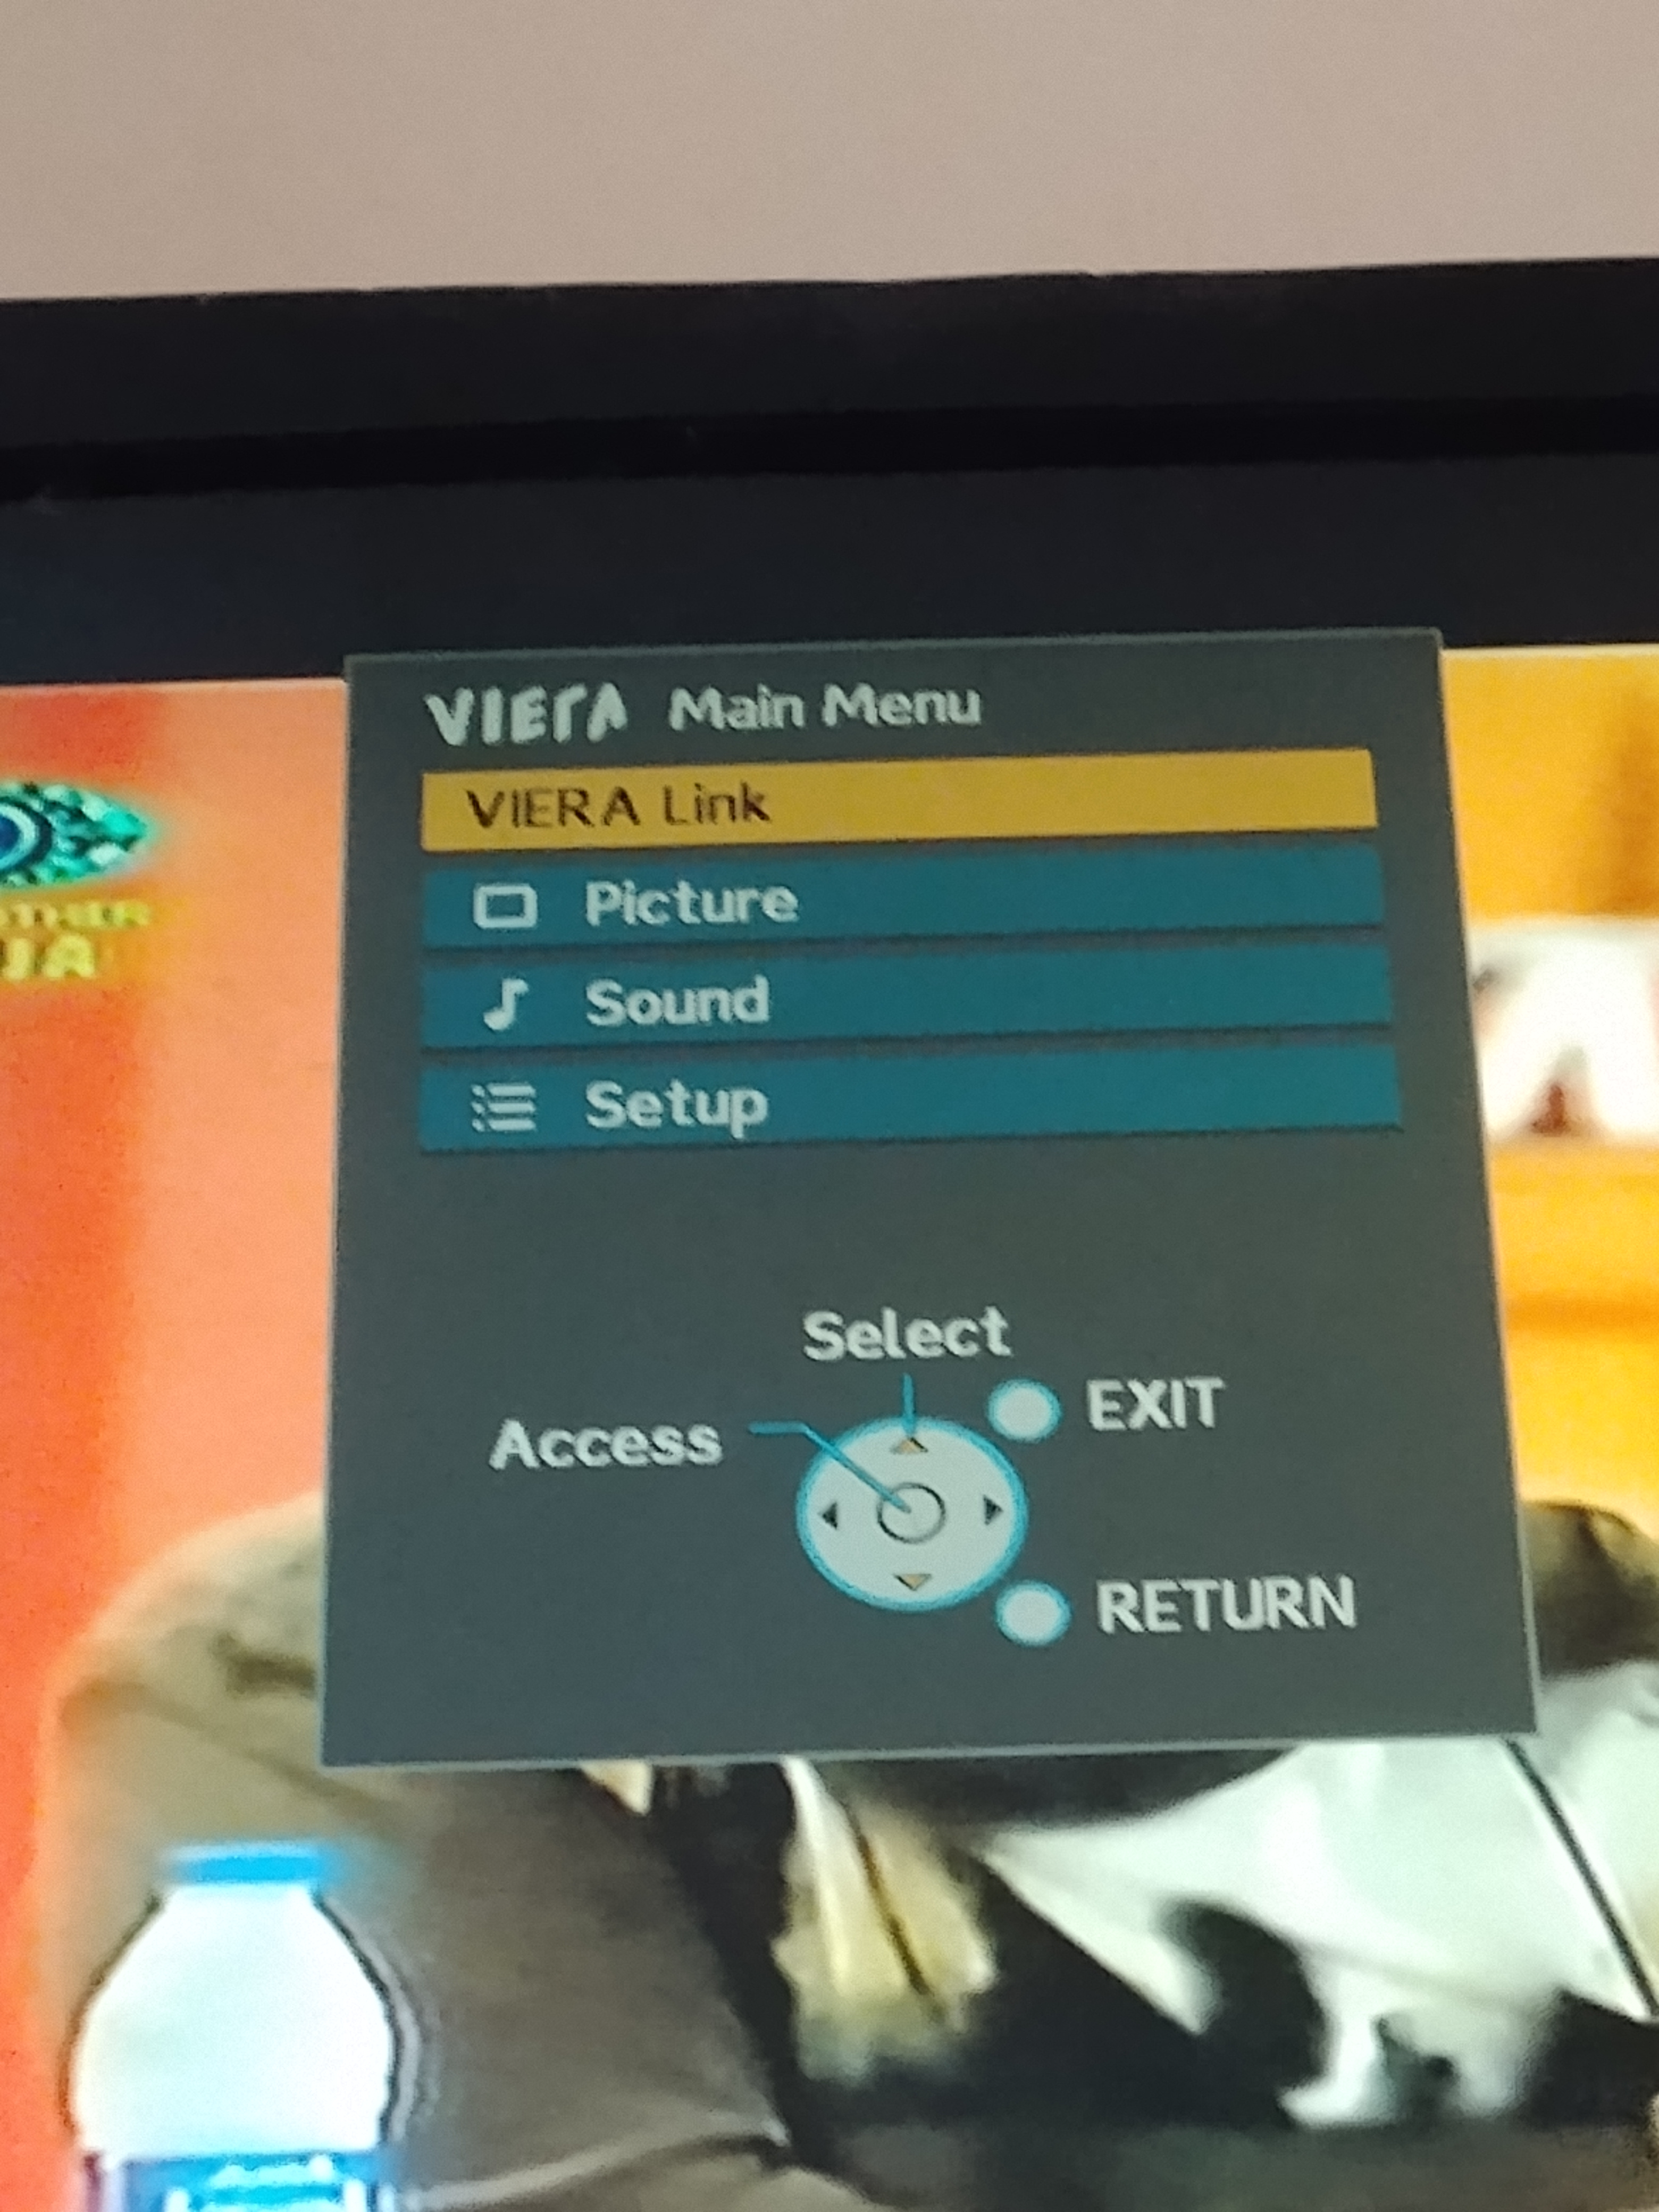 VIERA Main Menu
VIERA Link
Picture
Sound
Setup
Select
EXIT
Access
RETURN